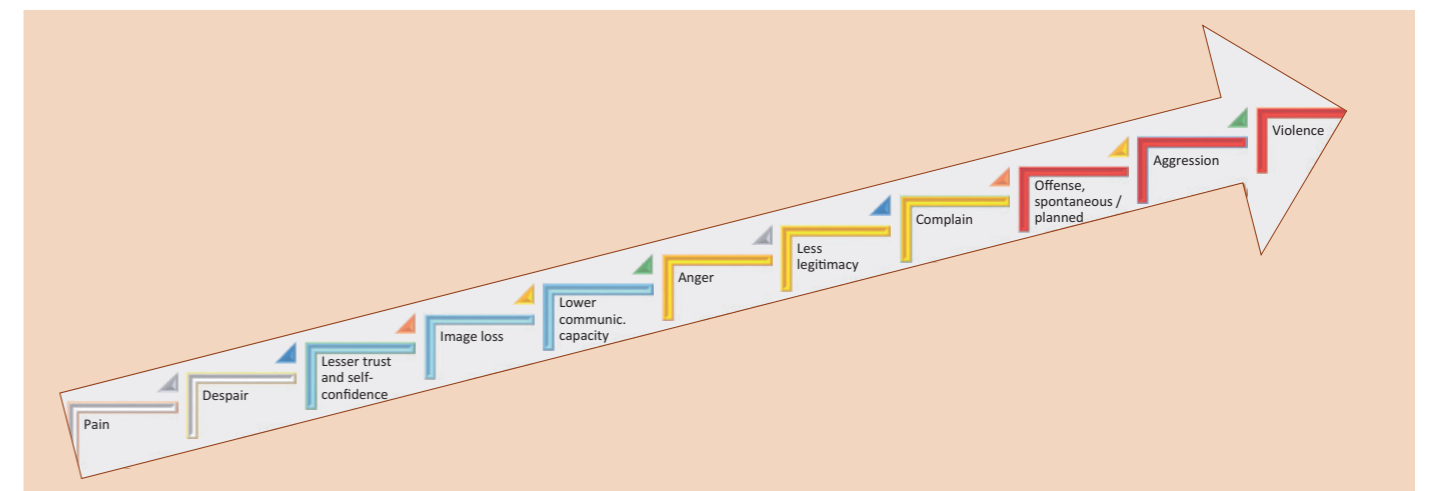 Pain
Despair
Lesser trust
and self-
confidence
Image loss
Lower
communic.
capacity
Anger
Less
legitimacy
Complain
Offense,
spontaneous /
planned
Aggression
Violence